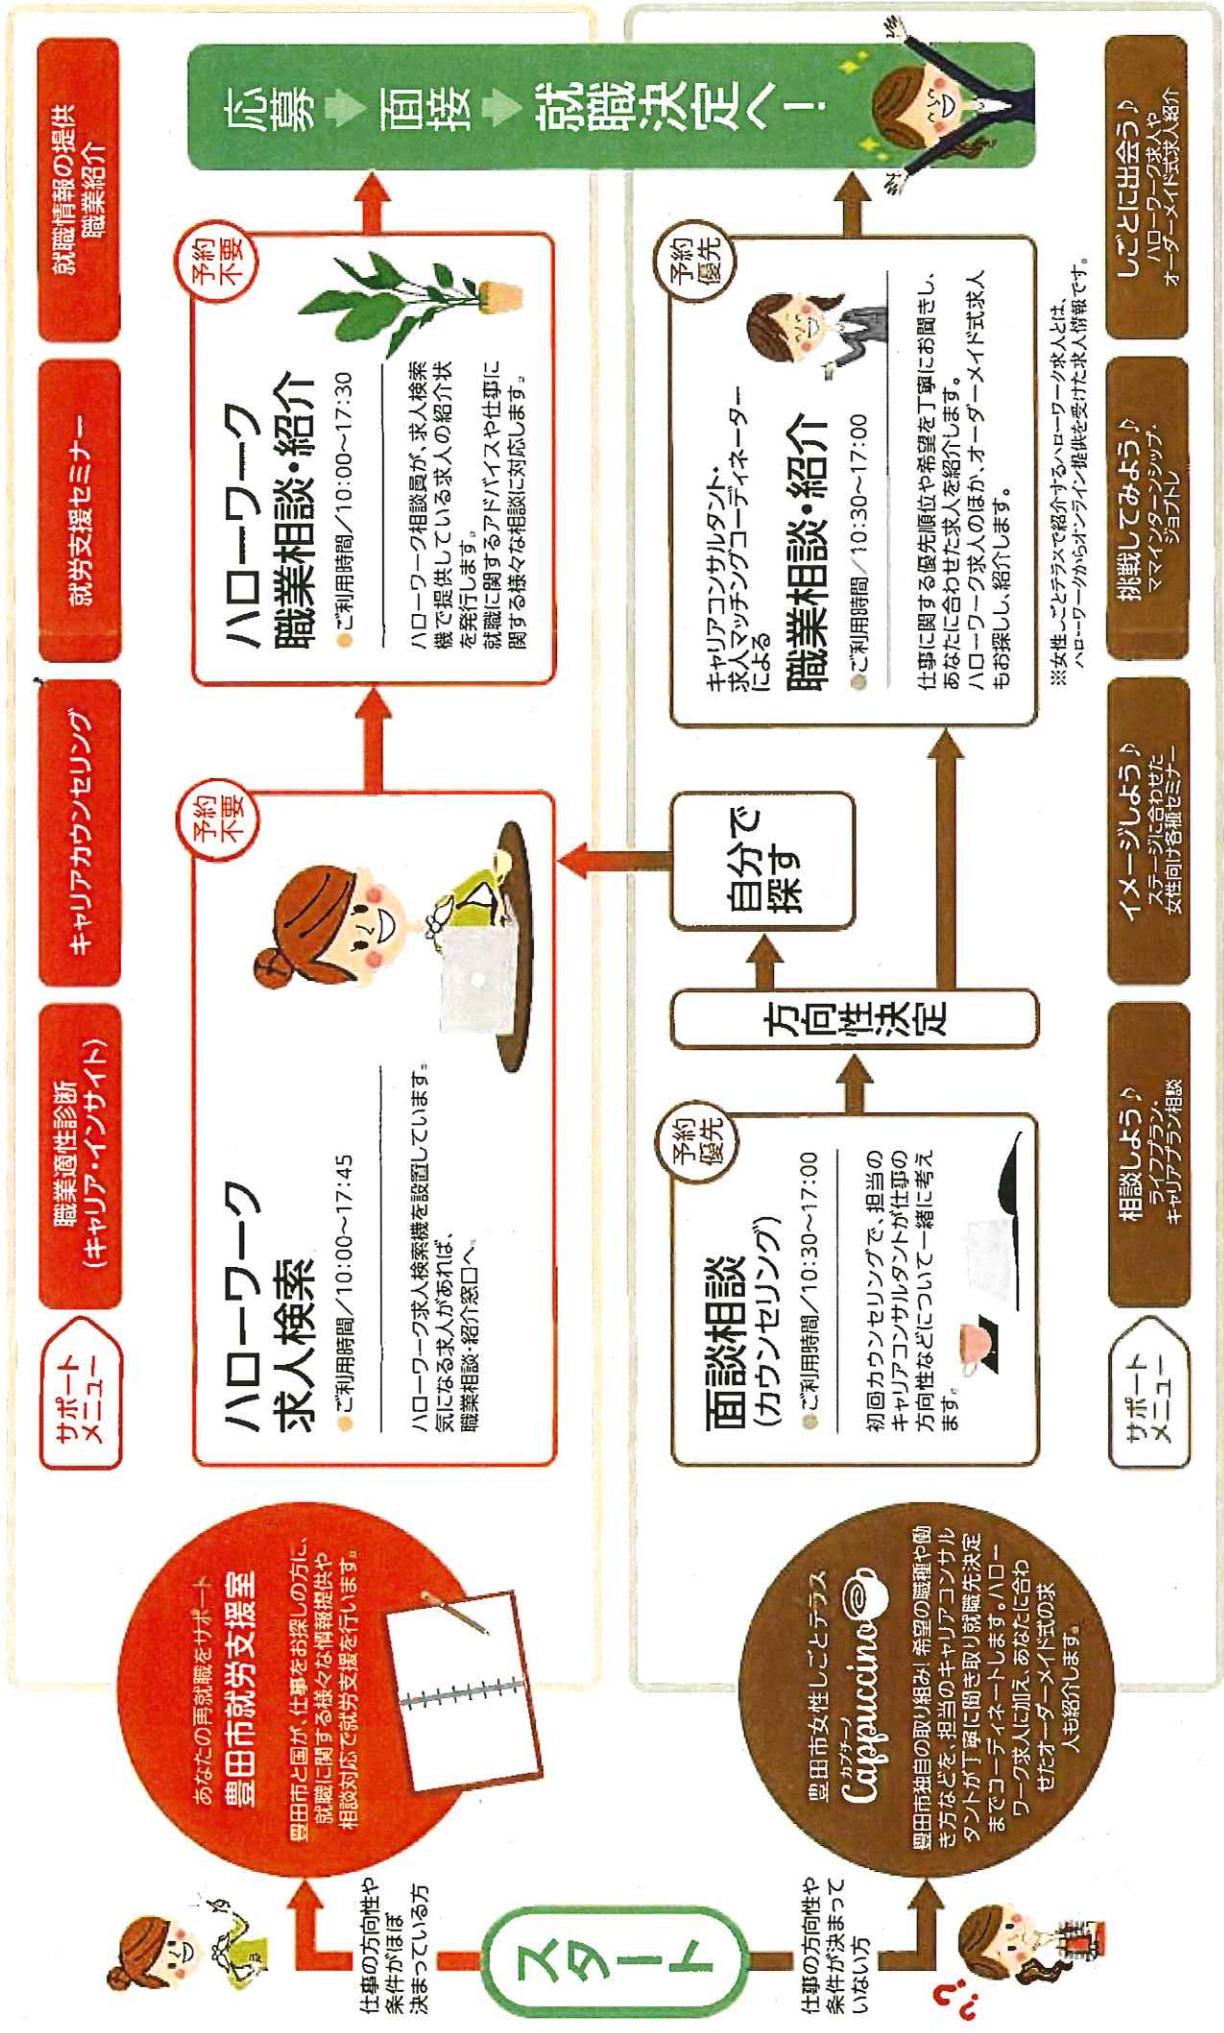 スタート
仕事の方向性や
条件がほぼ
決まっている方
あなたの再就職をサポート
豊田市就労支援室
豊田市と国が、仕事をお探しの方に、
就職に関する様々な情報提供や
相談対応で就労支援を行います。
サポート
メニュー
職業適性診断
(キャリア・インサイト)
キャリアカウンセリング
就労支援セミナー
就職情報の提供
職業紹介
予約
不要
ハローワーク
求人検索
●ご利用時間/10:00~17:45
ハローワーク求人検索機を設置しています。
気になる求人があれば、
職業相談・紹介窓口へ。
予約
不要
ハローワーク
職業相談・紹介
●ご利用時間/10:00~17:30
ハローワーク相談員が、求人検索
機で提供している求人の紹介状
を発行します。
就職に関するアドバイスや仕事に
関する様々な相談に対応します。
応募
面接
就職決定へ!
仕事の方向性や
条件が決まって
いない方
豊田市女性しごとテラス
カプチーノ
Cappuccino
豊田市独自の取り組み!希望の職種や働
き方などを、担当のキャリアコンサル
タントが丁寧に聞き取り就職先決定
までコーディネートします。ハロー
ワーク求人に加え、あなたに合わ
せたオーダーメイド式の求
人も紹介します。
予約
優先
面談相談
(カウンセリング)
●ご利用時間/10:30~17:00
初回カウンセリングで、担当の
キャリアコンサルタントが仕事の
方向性などについて一緒に考え
ます。
方向性決定
自分で
探す
予約
優先
キャリアコンサルタント・
求人マッチングコーディネーター
による
職業相談・紹介
●ご利用時間/10:30~17:00
仕事に関する優先順位や希望を丁寧にお聞きし、
あなたに合わせた求人を紹介します。
ハローワーク求人のほか、オーダーメイド式求人
もお探しし、紹介します。
※女性しごとテラスで紹介するハローワーク求人とは、
ハローワークからオンライン提供を受けた求人情報です。
サポート
メニュー
相談しよう♪
ライフプラン・
キャリアプラン相談
イメージしよう♪
ステージに合わせた
女性向け各種セミナー
挑戦してみよう♪
ママインターンシップ・
ジョブトレ
しごとに出会う♪
ハローワーク求人や
オーダーメイド式求人紹介